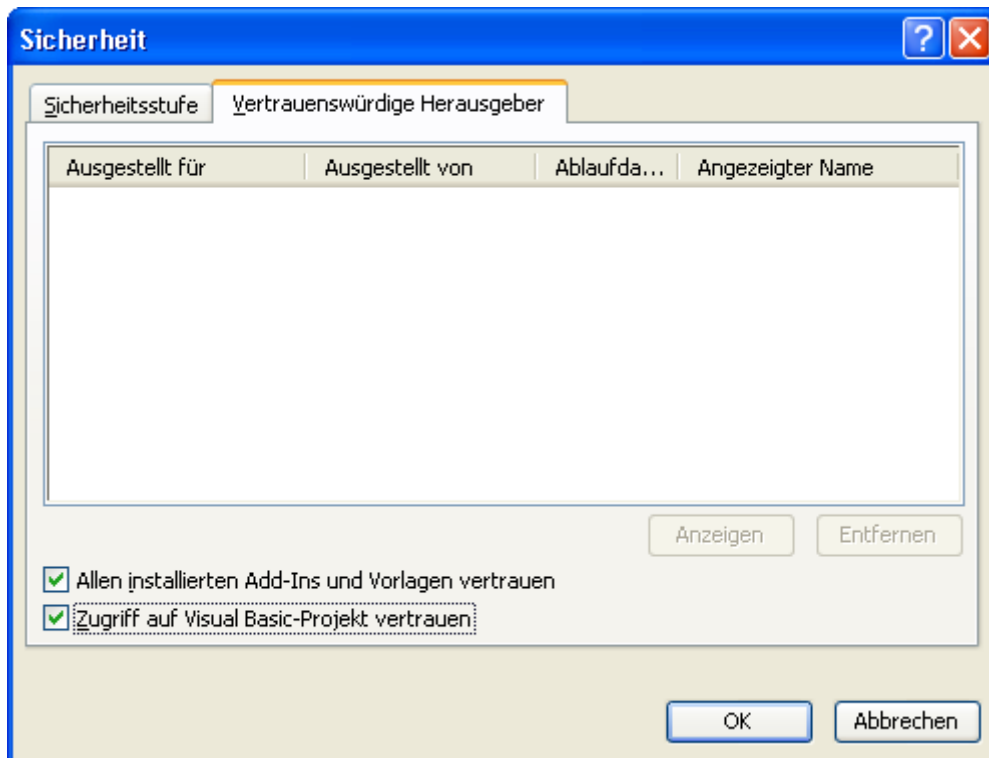 Sicherheit
Sicherheitsstufe Vertrauenswürdige Herausgeber
Ausgestellt für Ausgestellt von Ablaufda... Angezeigter Name
Anzeigen Entfernen
Allen installierten Add-Ins und Vorlagen vertrauen
Zugriff auf Visual Basic-Projekt vertrauen
OK Abbrechen